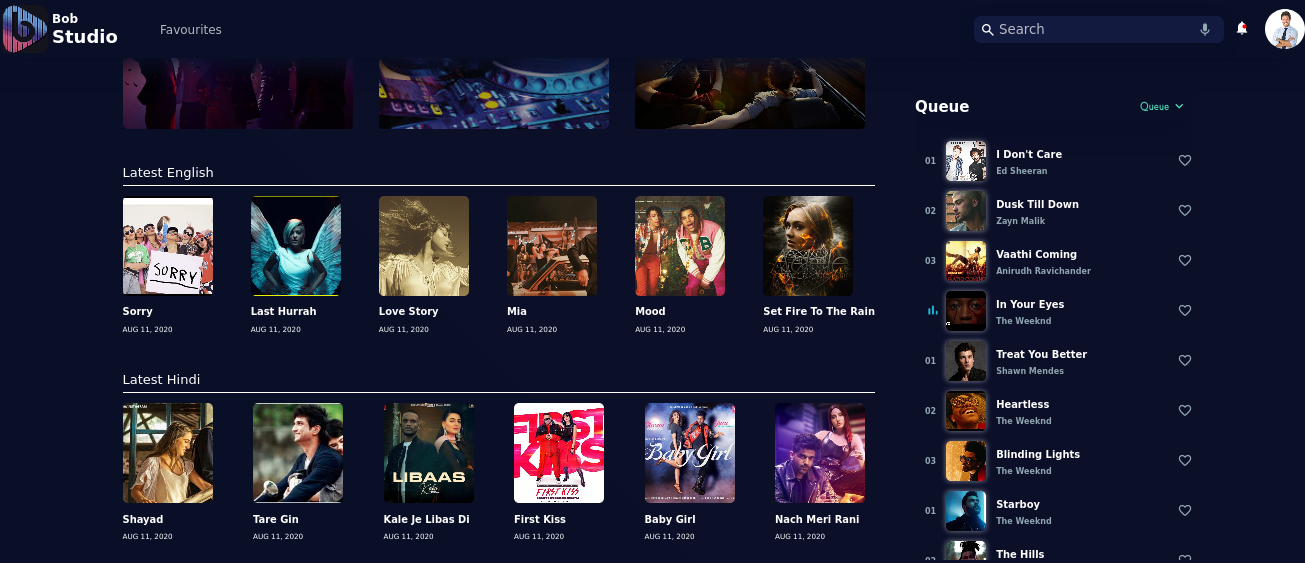 Bob
Studio
Favourites
Search
Queue
Queue
Latest English
SORRY
Sorry
AUG 11, 2020
Last Hurrah
AUG 11, 2020
Love Story
AUG 11, 2020
Mia
AUG 11, 2020
B
Mood
AUG 11, 2020
Set Fire To The Rain
AUG 11, 2020
Latest Hindi
Shayad
AUG 11, 2020
Tare Gin
AUG 11, 2020
LIBAAS
Kale Je Libas Di
AUG 11, 2020
FIRST
KISS
FIRST KISS
First Kiss
AUG 11, 2020
Baby Girl
Baby Girl
AUG 11, 2020
Nach Meri Rani
AUG 11, 2020
01
I Don't Care
Ed Sheeran
02
Dusk Till Down
Zayn Malik
03
Vaathi Coming
Anirudh Ravichander
In Your Eyes
The Weeknd
01
Treat You Better
Shawn Mendes
02
Heartless
The Weeknd
03
Blinding Lights
The Weeknd
01
Starboy
The Weeknd
The Hills